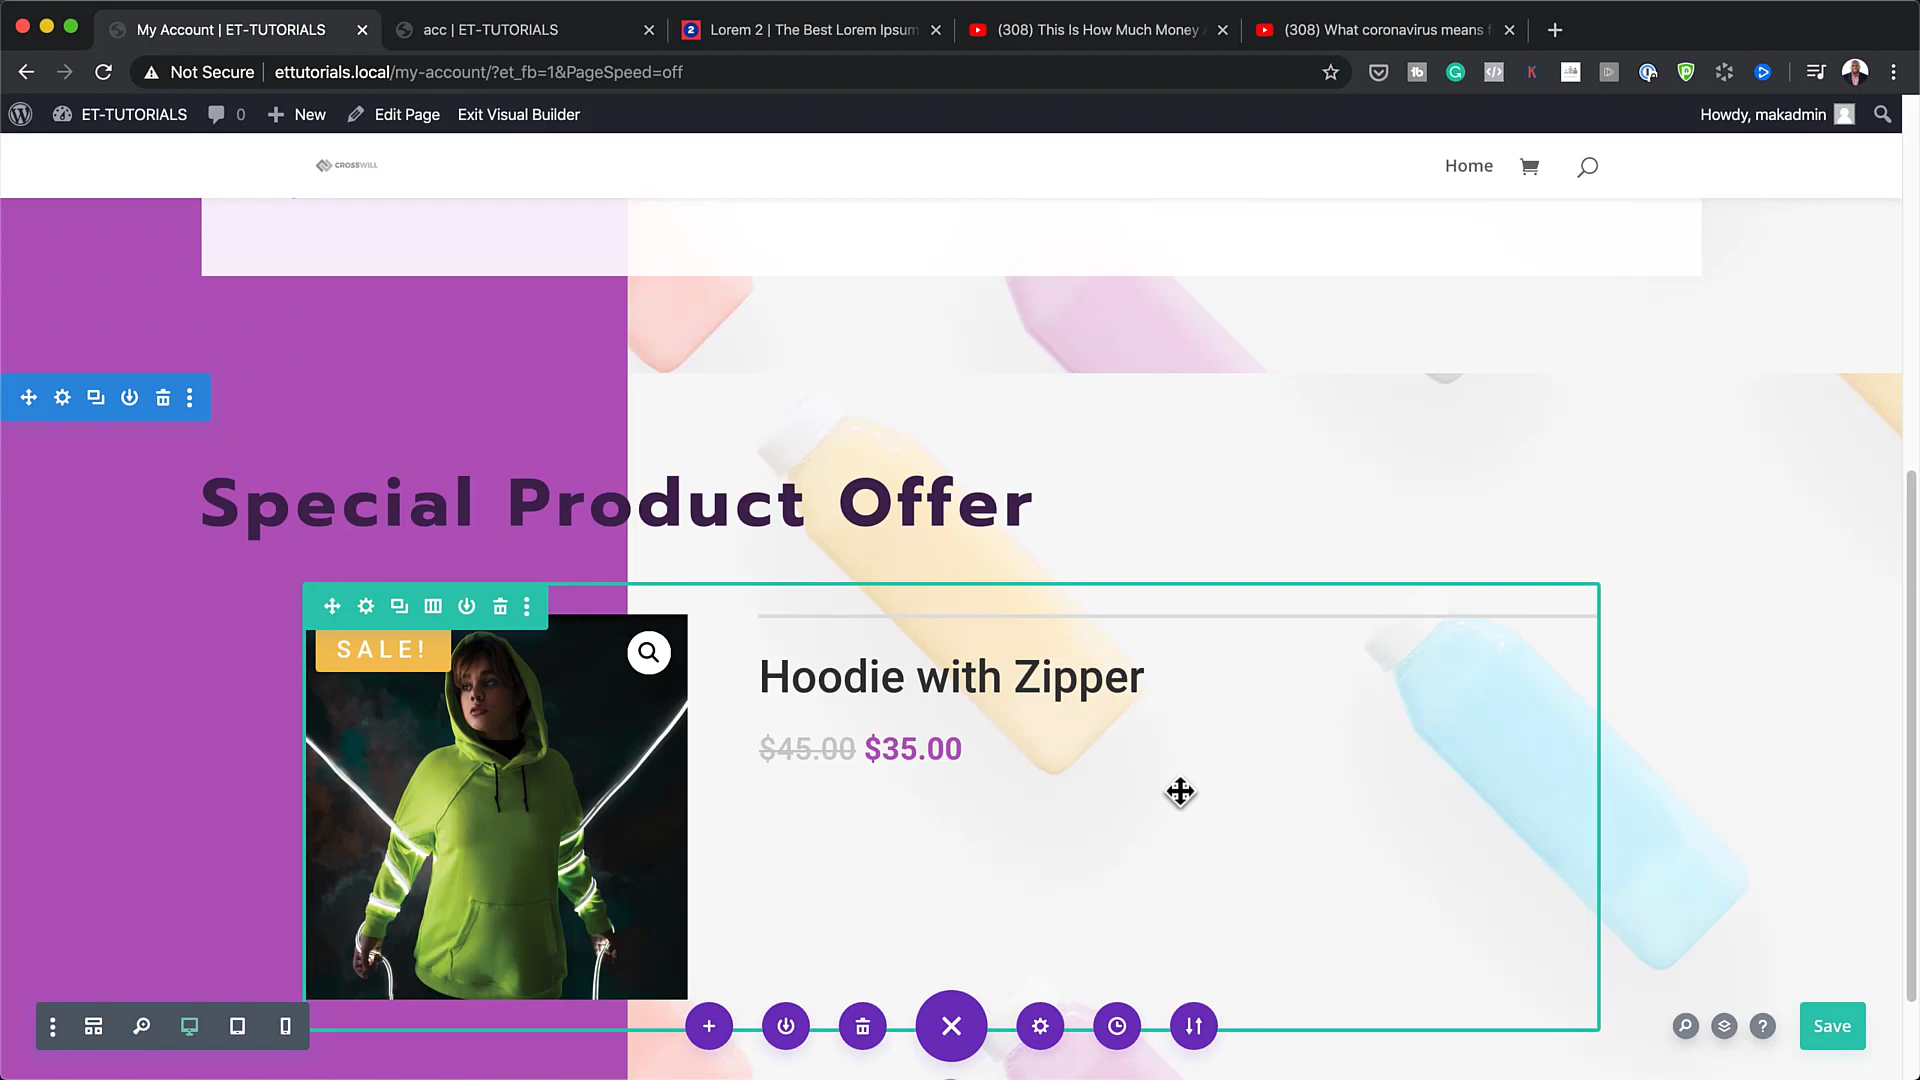 My Account | ET-TUTORIALS
acc | ET-TUTORIALS
Lorem 2 | The Best Lorem Ipsum
(308) This Is How Much Money
(308) What coronavirus means f
Not Secure
ettutorials.local/my-account/?et_fb=1&PageSpeed=off
ET-TUTORIALS
0
New
Edit Page
Exit Visual Builder
Howdy, makadmin
CROSSWILL
Home
Special Product Offer
SALE!
Hoodie with Zipper
$45.00 $35.00
Save